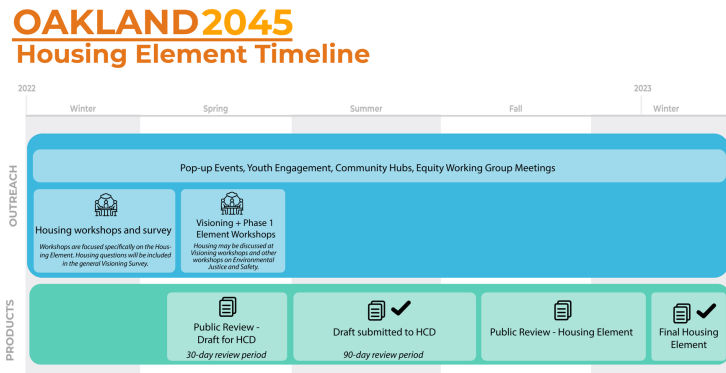 OAKLAND 2045
Housing Element Timeline
2022
2023
Winter
Spring
Summer
Fall
Winter
OUTREACH
Pop-up Events, Youth Engagement, Community Hubs, Equity Working Group Meetings
Housing workshops and survey
Workshops are focused specifically on the Hous-
ing Element. Housing questions will be included
in the general Visioning Survey.
Visioning + Phase 1
Element Workshops
Housing may be discussed at
Visioning workshops and other
workshops on Environmental
Justice and Safety.
PRODUCTS
Public Review -
Draft for HCD
30-day review period
Draft submitted to HCD
90-day review period
Public Review - Housing Element
Final Housing
Element